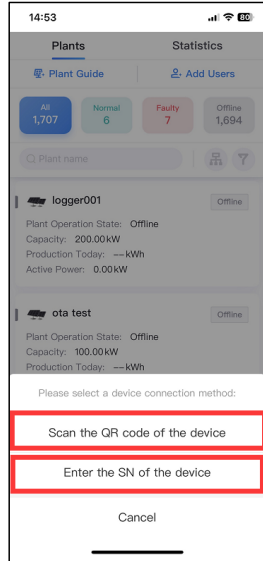 14:53
80
Plants Statistics
Plant Guide Add Users
All Normal Faulty Offline
1,707 6 7 1,694
Plant name
logger001 Offline
Plant Operation State: Offline
Capacity: 200.00kW
Production Today: --kWh
Active Power: 0.00kW
ota test Offline
Plant Operation State: Offline
Capacity: 100.00kW
Production Today: --kWh
Please select a device connection method:
Scan the QR code of the device
Enter the SN of the device
Cancel